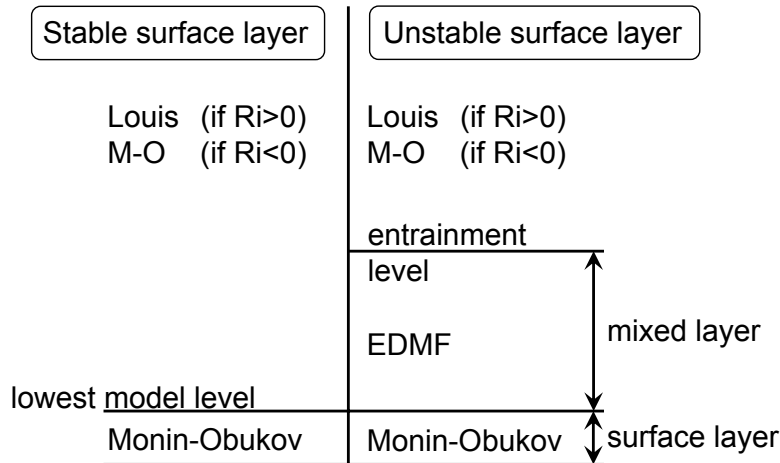 Stable surface layer
Unstable surface layer
Louis (if Ri>0)
M-O (if Ri<0)
Louis (if Ri>0)
M-O (if Ri<0)
entrainment
level
EDMF
mixed layer
lowest model level
Monin-Obukov
Monin-Obukov
surface layer